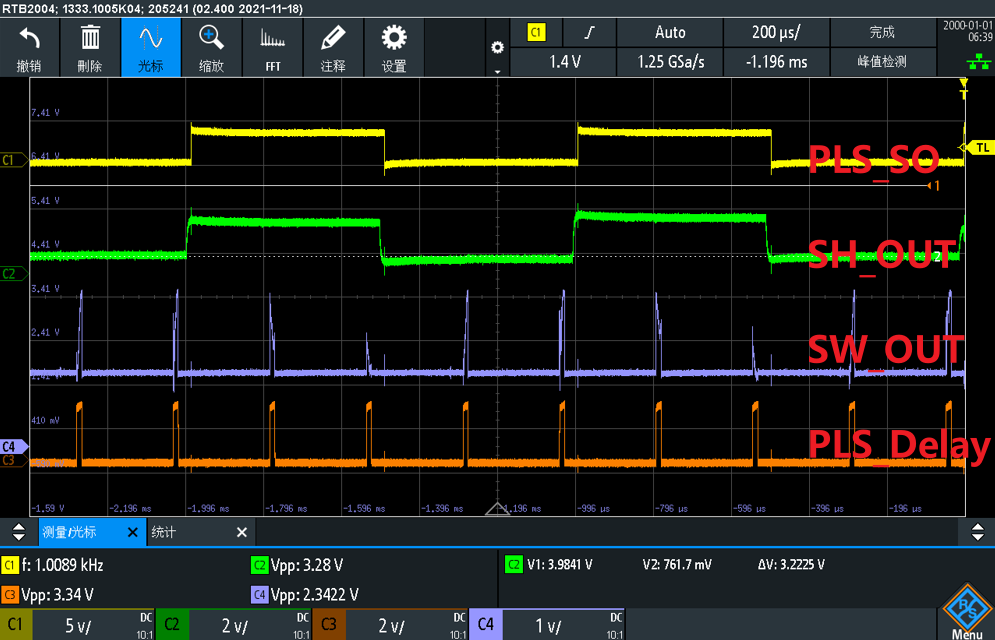 RTB2004; 1333.1005K04; 205241 (02.400 2021-11-18)
撤销
删除
光标
缩放
FFT
注释
设置
C1
Auto
200 µs/
完成
2000-01-01
06:39
1.4 V
1.25 GSa/s
-1.196 ms
峰值检测
T
7.41 V
C1
6.41 V
PLS_SO
TL
1
5.41 V
4.41 V
SH_OUT
2
C2
3.41 V
2.41 V
SW_OUT
1.41 V
410 mV
C4
C3
PLS_Delay
-1.59 V
-2.196 ms
-1.996 ms
-1.796 ms
-1.596 ms
-1.396 ms
-1.196 ms
-996 µs
-796 µs
-596 µs
-396 µs
-196 µs
测量/光标
统计
C1 f: 1.0089 kHz
C2 Vpp: 3.28 V
C2 V1: 3.9841 V
V2: 761.7 mV
ΔV: 3.2225 V
C3 Vpp: 3.34 V
C4 Vpp: 2.3422 V
C1 5 V/ DC 10:1
C2 2 V/ DC 10:1
C3 2 V/ DC 10:1
C4 1 V/ DC 10:1
R&S
Menu